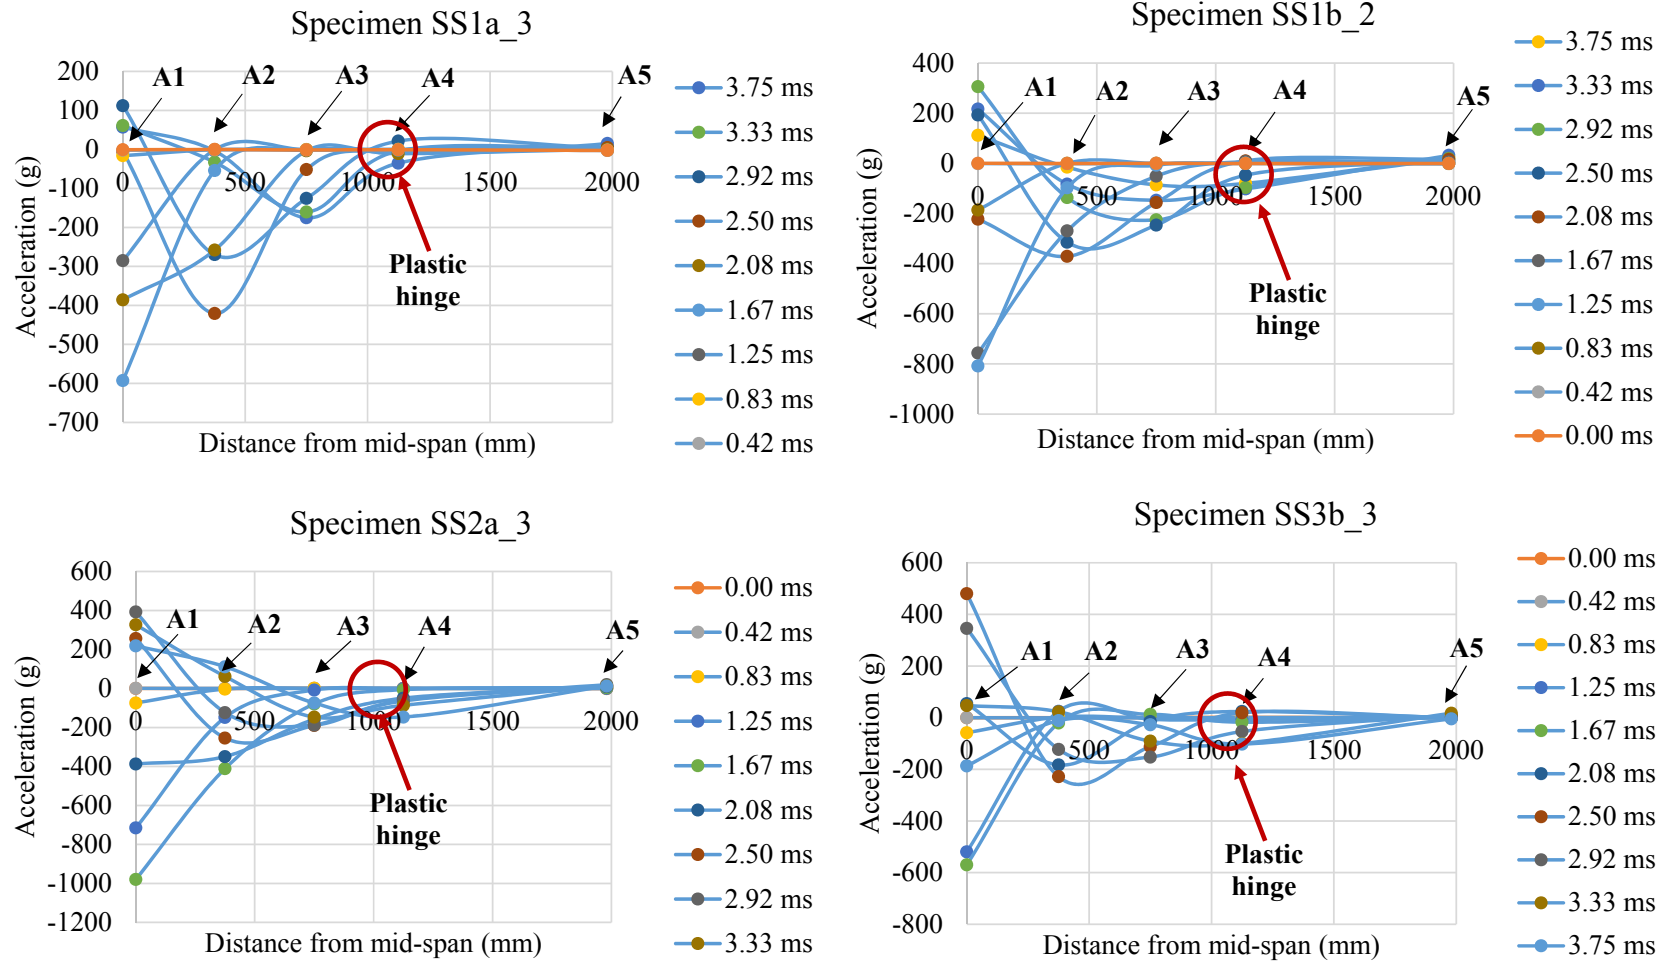 Specimen SS1a_3
200
100
0
-100
-200
-300
-400
-500
-600
-700
0
500
1000
1500
2000
A1
A2
A3
A4
A5
Plastic
hinge
Acceleration (g)
Distance from mid-span (mm)
3.75 ms
3.33 ms
2.92 ms
2.50 ms
2.08 ms
1.67 ms
1.25 ms
0.83 ms
0.42 ms
Specimen SS1b_2
400
200
0
-200
-400
-600
-800
-1000
0
500
1000
1500
2000
A1
A2
A3
A4
A5
Plastic
hinge
Acceleration (g)
Distance from mid-span (mm)
3.75 ms
3.33 ms
2.92 ms
2.50 ms
2.08 ms
1.67 ms
1.25 ms
0.83 ms
0.42 ms
0.00 ms
Specimen SS2a_3
600
400
200
0
-200
-400
-600
-800
-1000
-1200
0
500
1000
1500
2000
A1
A2
A3
A4
A5
Plastic
hinge
Acceleration (g)
Distance from mid-span (mm)
0.00 ms
0.42 ms
0.83 ms
1.25 ms
1.67 ms
2.08 ms
2.50 ms
2.92 ms
3.33 ms
Specimen SS3b_3
600
400
200
0
-200
-400
-600
-800
0
500
1000
1500
2000
A1
A2
A3
A4
A5
Plastic
hinge
Acceleration (g)
Distance from mid-span (mm)
0.00 ms
0.42 ms
0.83 ms
1.25 ms
1.67 ms
2.08 ms
2.50 ms
2.92 ms
3.33 ms
3.75 ms